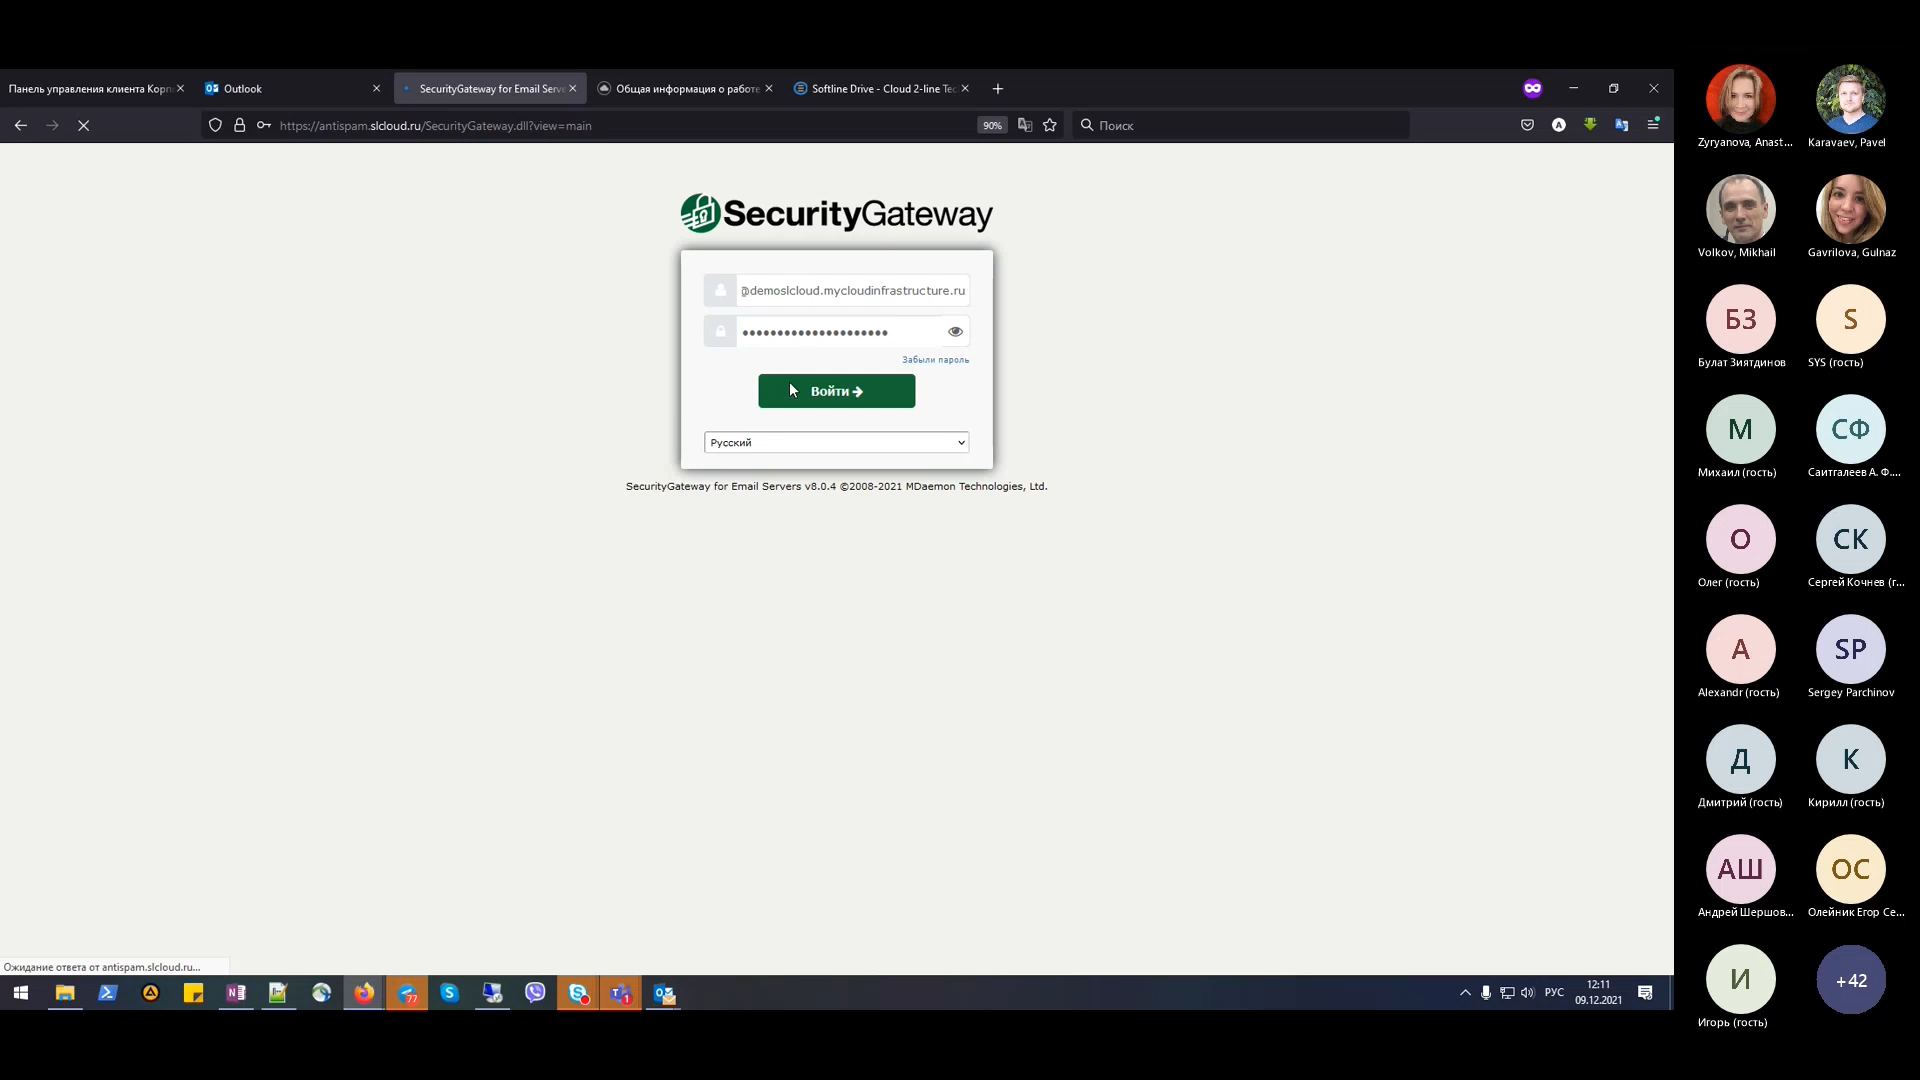 Панель управления клиента Корп
Outlook
SecurityGateway for Email Serve
Общая информация о работе
Softline Drive - Cloud 2-line Tec
https://antispam.slcloud.ru/SecurityGateway.dll?view=main
90%
Поиск
A
SecurityGateway
@demoslcloud.mycloudinfrastructure.ru
Забыли пароль
Войти
Русский
SecurityGateway for Email Servers v8.0.4 ©2008-2021 MDaemon Technologies, Ltd.
Ожидание ответа от antispam.slcloud.ru...
77
1
РУС
12:11
09.12.2021
Zyryanova, Anast...
Karavaev, Pavel
Volkov, Mikhail
Gavrilova, Gulnaz
БЗ
S
Булат Зиятдинов
SYS (гость)
М
СФ
Михаил (гость)
Саитгалеев А. Ф....
О
СК
Олег (гость)
Сергей Кочнев (г...
A
SP
Alexandr (гость)
Sergey Parchinov
Д
К
Дмитрий (гость)
Кирилл (гость)
АШ
ОС
Андрей Шершов...
Олейник Егор Се...
И
+42
Игорь (гость)